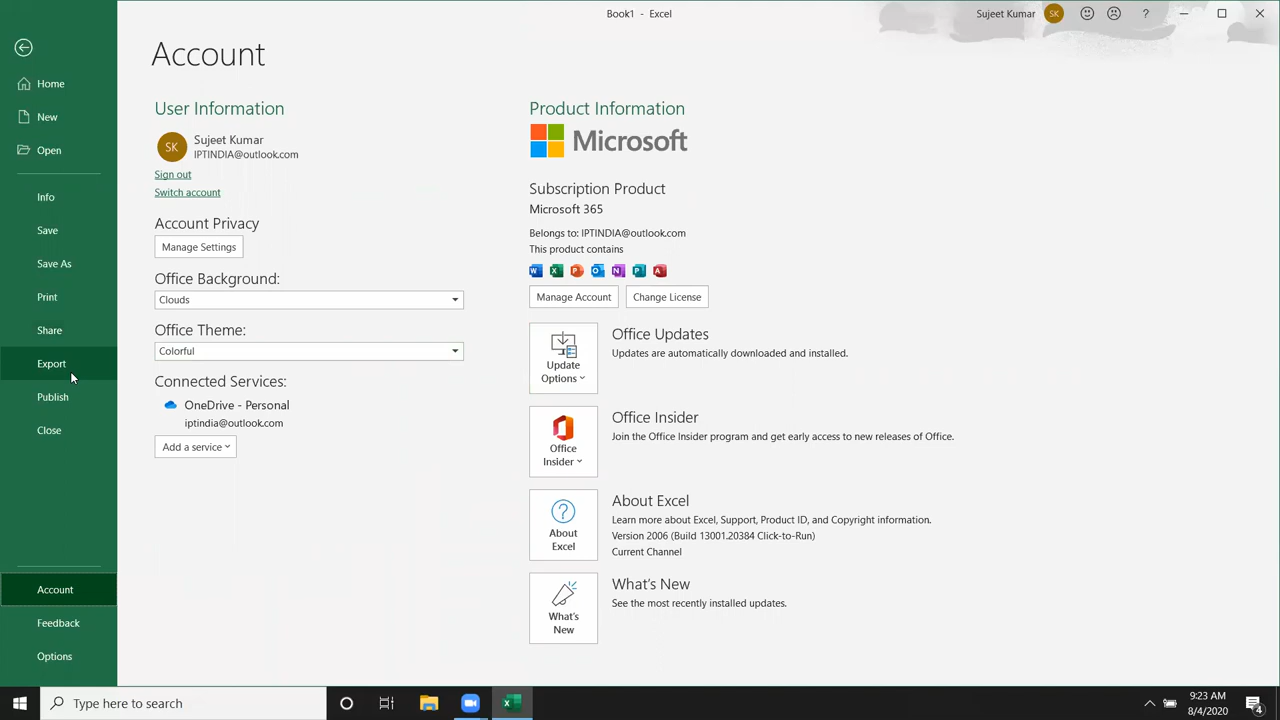 Book1 - Excel
Sujeet Kumar
SK
?
Home
New
Open
Info
Save
Save As
Print
Share
Export
Publish
Close
Account
Feedback
Options
Account
User Information
SK
Sujeet Kumar
IPTINDIA@outlook.com
Sign out
Switch account
Account Privacy
Manage Settings
Office Background:
Clouds
Office Theme:
Colorful
Connected Services:
OneDrive - Personal
iptindia@outlook.com
Add a service
Product Information
Microsoft
Subscription Product
Microsoft 365
Belongs to: IPTINDIA@outlook.com
This product contains
Manage Account
Change License
Update
Options
Office Updates
Updates are automatically downloaded and installed.
Office
Insider
Office Insider
Join the Office Insider program and get early access to new releases of Office.
About
Excel
About Excel
Learn more about Excel, Support, Product ID, and Copyright information.
Version 2006 (Build 13001.20384 Click-to-Run)
Current Channel
What's
New
What's New
See the most recently installed updates.
Type here to search
9:23 AM
8/4/2020
4